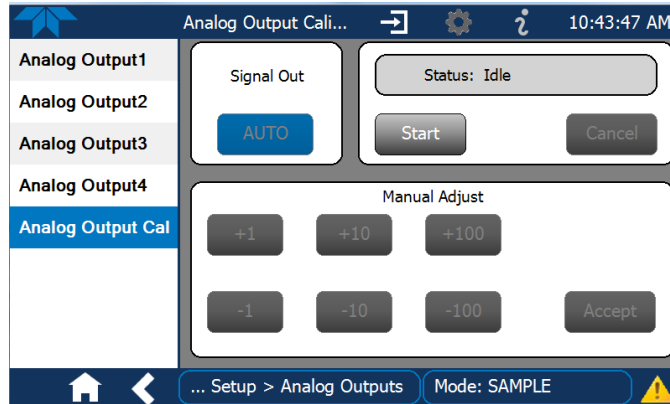 Analog Output Cali...
10:43:47 AM
Analog Output1
Analog Output2
Analog Output3
Analog Output4
Analog Output Cal
Signal Out
AUTO
Status: Idle
Start
Cancel
Manual Adjust
+1
+10
+100
-1
-10
-100
Accept
... Setup > Analog Outputs
Mode: SAMPLE